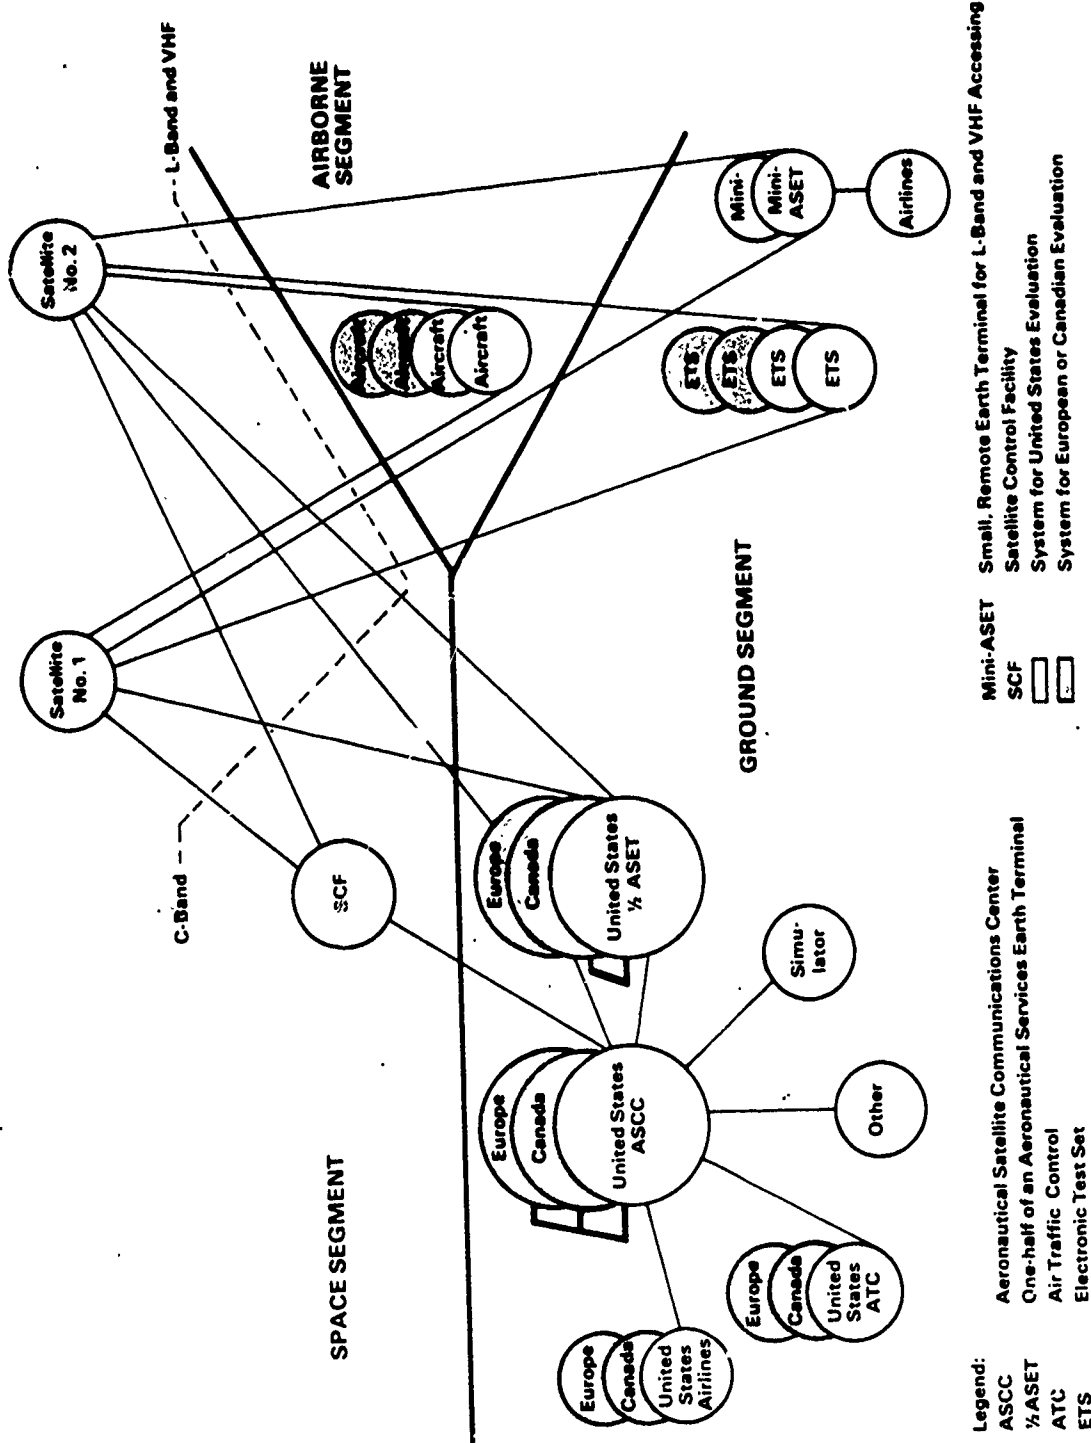 Satellite
No. 1
Satellite
No. 2
C-Band
L-Band and VHF
SPACE SEGMENT
AIRBORNE
SEGMENT
GROUND SEGMENT
SCF
Aircraft
Aircraft
Aircraft
Aircraft
Europe
Canada
United States
ASCC
Europe
Canada
United States
½ ASET
ETS
ETS
ETS
ETS
Mini-
Mini-
ASET
Airlines
Europe
Canada
United
States
Airlines
Europe
Canada
United
States
ATC
Other
Simu-
lator
Legend:
ASCC Aeronautical Satellite Communications Center
½ASET One-half of an Aeronautical Services Earth Terminal
ATC Air Traffic Control
ETS Electronic Test Set
Mini-ASET Small, Remote Earth Terminal for L-Band and VHF Accessing
SCF Satellite Control Facility
System for United States Evaluation
System for European or Canadian Evaluation